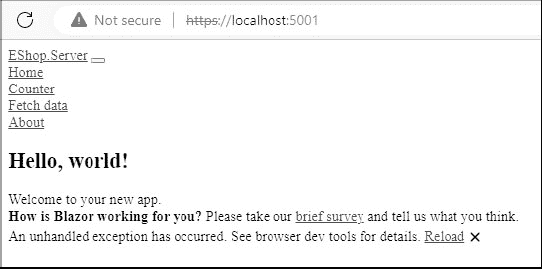 Not secure | https://localhost:5001
EShop.Server
Home
Counter
Fetch data
About
Hello, world!
Welcome to your new app.
How is Blazor working for you? Please take our brief survey and tell us what you think.
An unhandled exception has occurred. See browser dev tools for details. Reload ✕